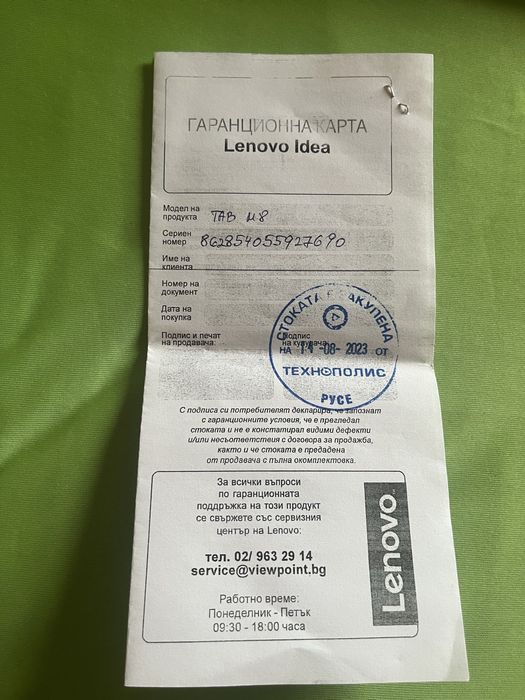 ГАРАНЦИОННА КАРТА
Lenovo Idea
Модел на
продукта TAB M8
Сериен
номер 862854055927690
Име на
клиента
Номер на
документ
Дата на
покупка
Подпис и печат
на продавача:
Подпис
на купувача:
СТОКАТА Е ЗАКУПЕНА
НА 14-08-2023 ОТ
ТЕХНОПОЛИС
РУСЕ
С подписа си потребителят декларира, че запознат
с гаранционните условия, че е прегледал
стоката и не е констатирал видими дефекти
и/или несъответствия с договора за продажба,
както и че стоката е предадена
от продавача с пълна окомплектовка.
За всички въпроси
по гаранционната
поддръжка на този продукт
се свържете със сервизния
център на Lenovo:
тел. 02/ 963 29 14
service@viewpoint.bg
Работно време:
Понеделник - Петък
09:30 - 18:00 часа
Lenovo